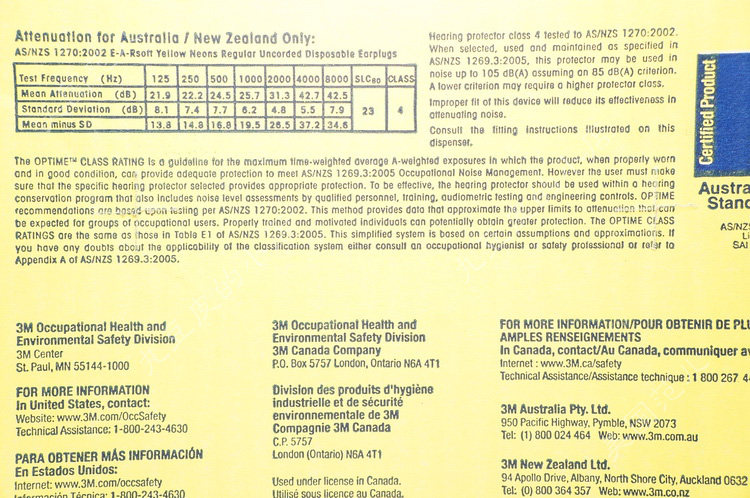 Attenuation for Australia / New Zealand Only:
AS/NZS 1270:2002 E-A-Rsoft Yellow Neons Regular Uncorded Disposable Earplugs
Test Frequency (Hz) 125 250 500 1000 2000 4000 8000 SLC80 CLASS
Mean Attenuation (dB) 21.9 22.2 24.5 25.7 31.3 42.7 42.5
Standard Deviation (dB) 8.1 7.4 7.7 6.2 4.8 5.5 7.9 23 4
Mean minus SD 13.8 14.8 16.8 19.5 26.5 37.2 34.6
Hearing protector class 4 tested to AS/NZS 1270:2002.
When selected, used and maintained as specified in
AS/NZS 1269.3:2005, this protector may be used in
noise up to 105 dB(A) assuming an 85 dB(A) criterion.
A lower criterion may require a higher protector class.
Improper fit of this device will reduce its effectiveness in
attenuating noise.
Consult the fitting instructions illustrated on this
dispenser.
Certified Product
Austra
Stand
AS/NZS
Li
SAI
The OPTIME™ CLASS RATING is a guideline for the maximum time-weighted average A-weighted exposures in which the product, when properly worn
and in good condition, can provide adequate protection to meet AS/NZS 1269.3:2005 Occupational Noise Management. However the user must make
sure that the specific hearing protector selected provides appropriate protection. To be effective, the hearing protector should be used within a hearing
conservation program that also includes noise level assessments by qualified personnel, training, audiometric testing and engineering controls. OPTIME
recommendations are based upon testing per AS/NZS 1270:2002. This method provides data that approximate the upper limits to attenuation that can
be expected for groups of occupational users. Properly trained and motivated individuals can potentially obtain greater protection. The OPTIME CLASS
RATINGS are the same as those in Table E1 of AS/NZS 1269.3:2005. This simplified system is based on certain assumptions and approximations. If
you have any doubts about the applicability of the classification system either consult an occupational hygienist or safety professional or refer to
Appendix A of AS/NZS 1269.3:2005.
3M Occupational Health and
Environmental Safety Division
3M Center
St. Paul, MN 55144-1000
FOR MORE INFORMATION
In United States, contact:
Website: www.3M.com/OccSafety
Technical Assistance: 1-800-243-4630
PARA OBTENER MÁS INFORMACIÓN
En Estados Unidos:
Internet: www.3M.com/occsafety
Información Técnica: 1-800-243-4630
3M Occupational Health and
Environmental Safety Division
3M Canada Company
P.O. Box 5757 London, Ontario N6A 4T1
Division des produits d'hygiène
industrielle et de sécurité
environnementale de 3M
Compagnie 3M Canada
C.P. 5757
London (Ontario) N6A 4T1
Used under license in Canada.
Utilisé sous licence au Canada.
FOR MORE INFORMATION/POUR OBTENIR DE PLU
AMPLES RENSEIGNEMENTS
In Canada, contact/Au Canada, communiquer av
Internet : www.3M.ca/safety
Technical Assistance/Assistance technique : 1 800 267 4
3M Australia Pty. Ltd.
950 Pacific Highway, Pymble, NSW 2073
Tel: (1) 800 024 464 Web: www.3m.com.au
3M New Zealand Ltd.
94 Apollo Drive, Albany, North Shore City, Auckland 0632
Tel: (0) 800 364 357 Web: www.3M.com